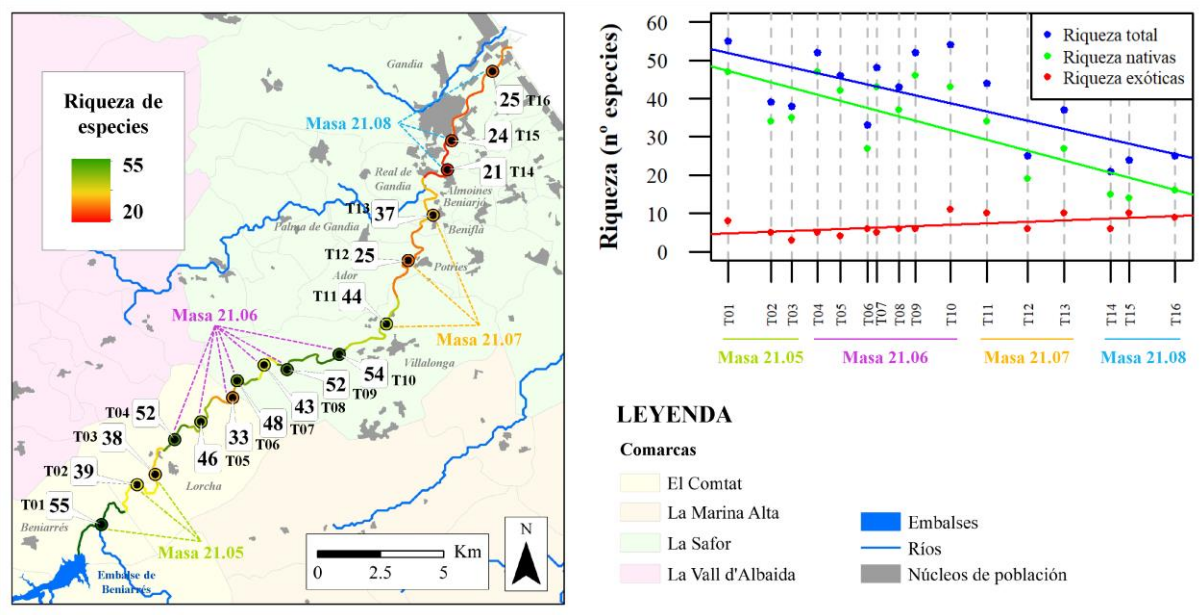 Riqueza de
especies
55
20
Gandia
25 T16
Masa 21.08
24 T15
21 T14
Real de
Gandia
Almoines
Beniarjó
T13 37
Palma de Gandia
Beniflà
T12 25
Potries
Ador
T11 44
Masa 21.06
Masa 21.07
Villalonga
54 T10
52 T09
43 T08
48 T07
33 T06
46 T05
T04 52
T03 38
T02 39
Lorcha
T01 55
Beniarrés
Masa 21.05
Embalse de
Beniarrés
Km
0 2.5 5
N
Riqueza (nº especies)
60
50
40
30
20
10
0
Riqueza total
Riqueza nativas
Riqueza exóticas
T01 T02 T03 T04 T05 T06 T07 T08 T09 T10 T11 T12 T13 T14 T15 T16
Masa 21.05 Masa 21.06 Masa 21.07 Masa 21.08
LEYENDA
Comarcas
El Comtat
La Marina Alta
La Safor
La Vall d'Albaida
Embalses
Ríos
Núcleos de población